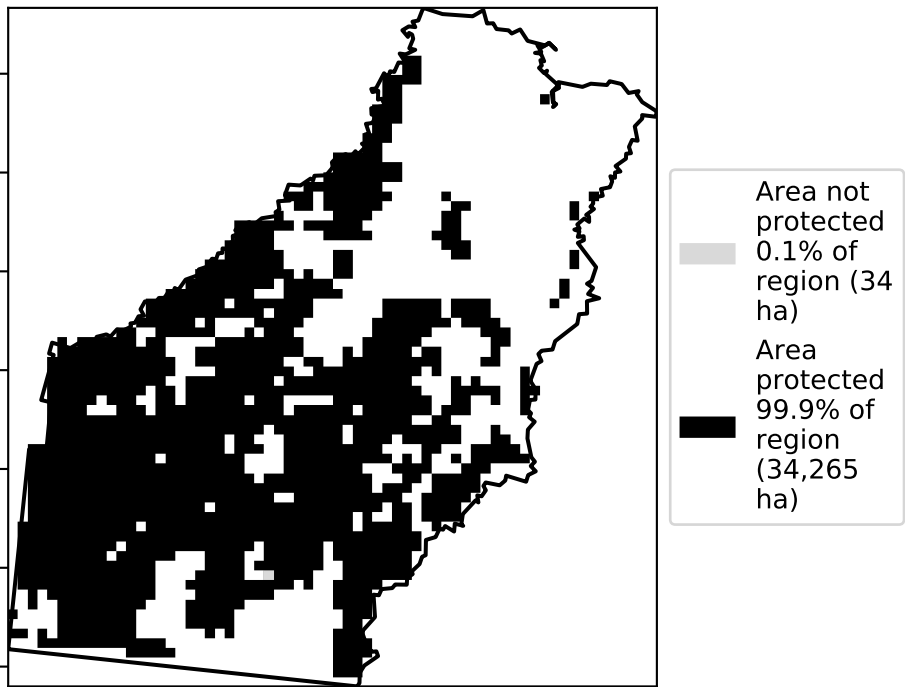 Area not
protected
0.1% of
region (34
ha)
Area
protected
99.9% of
region
(34,265
ha)